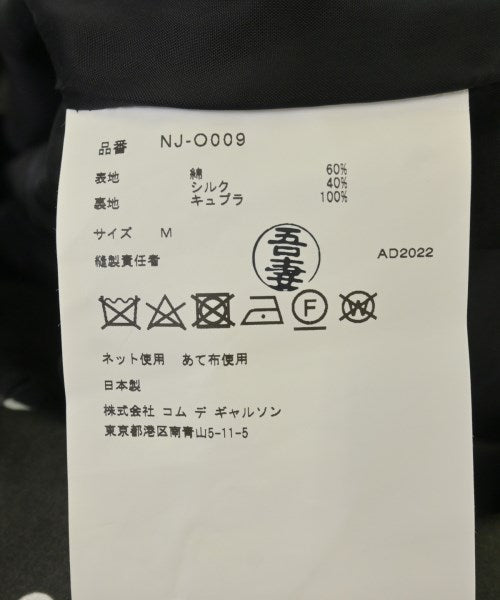 品番 NJ-O009
表地 綿 60%
シルク 40%
裏地 キュプラ 100%
サイズ M
縫製責任者
吾妻
AD2022
F
W
ネット使用 あて布使用
日本製
株式会社 コム デ ギャルソン
東京都港区南青山5-11-5